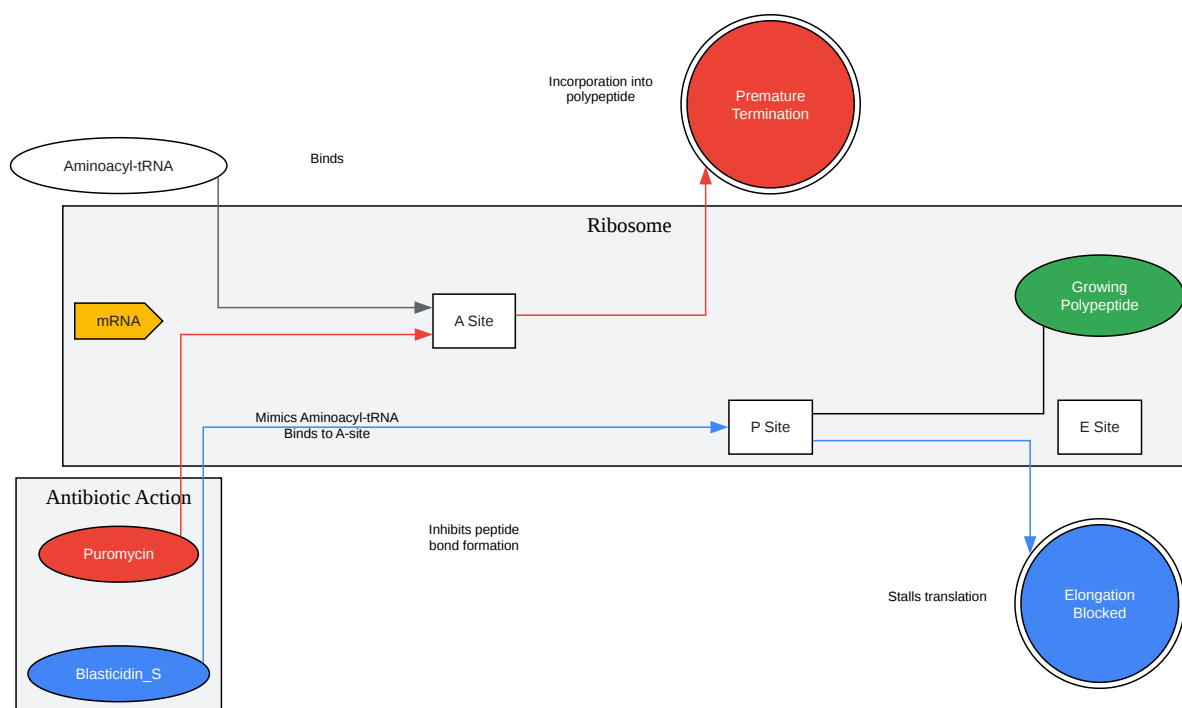 Premature
Termination
Incorporation into
polypeptide
Binds
Aminoacyl-tRNA
Ribosome
Growing
Polypeptide
mRNA
A Site
Mimics Aminoacyl-tRNA
Binds to A-site
P Site
E Site
Antibiotic Action
Inhibits peptide
bond formation
Puromycin
Stalls translation
Elongation
Blocked
Blasticidin_S